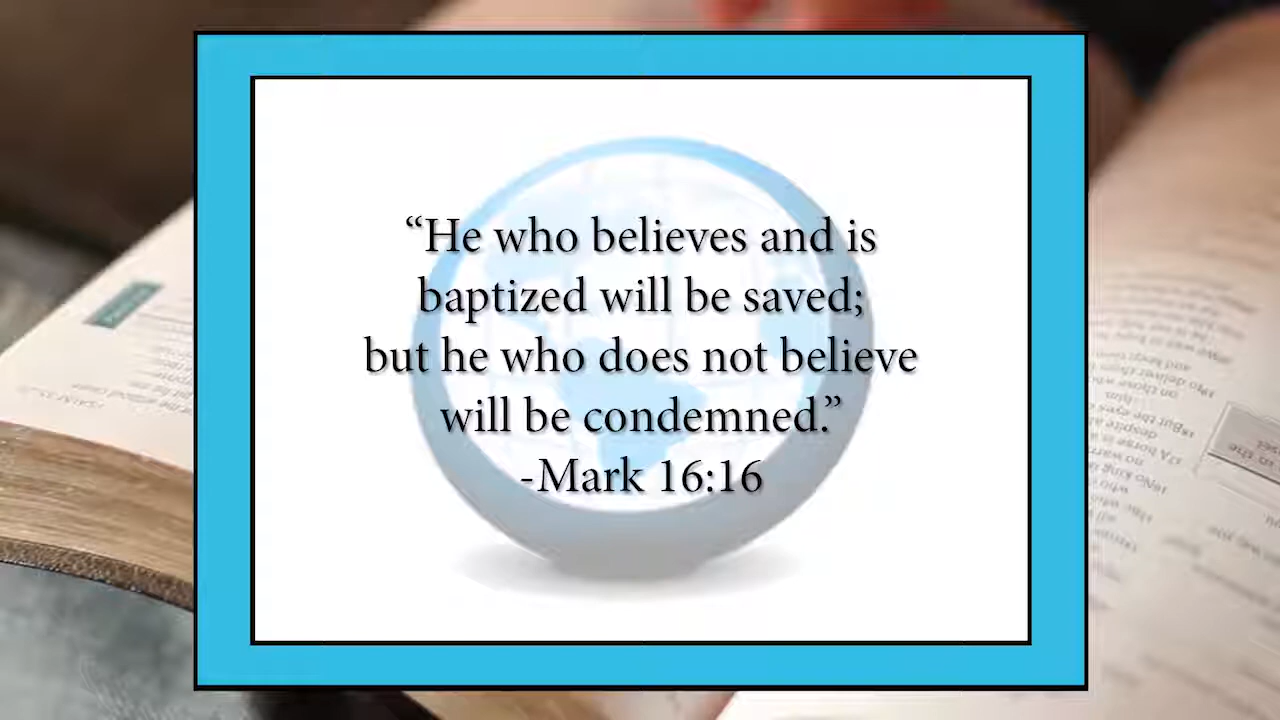 “He who believes and is
baptized will be saved;
but he who does not believe
will be condemned.”
-Mark 16:16